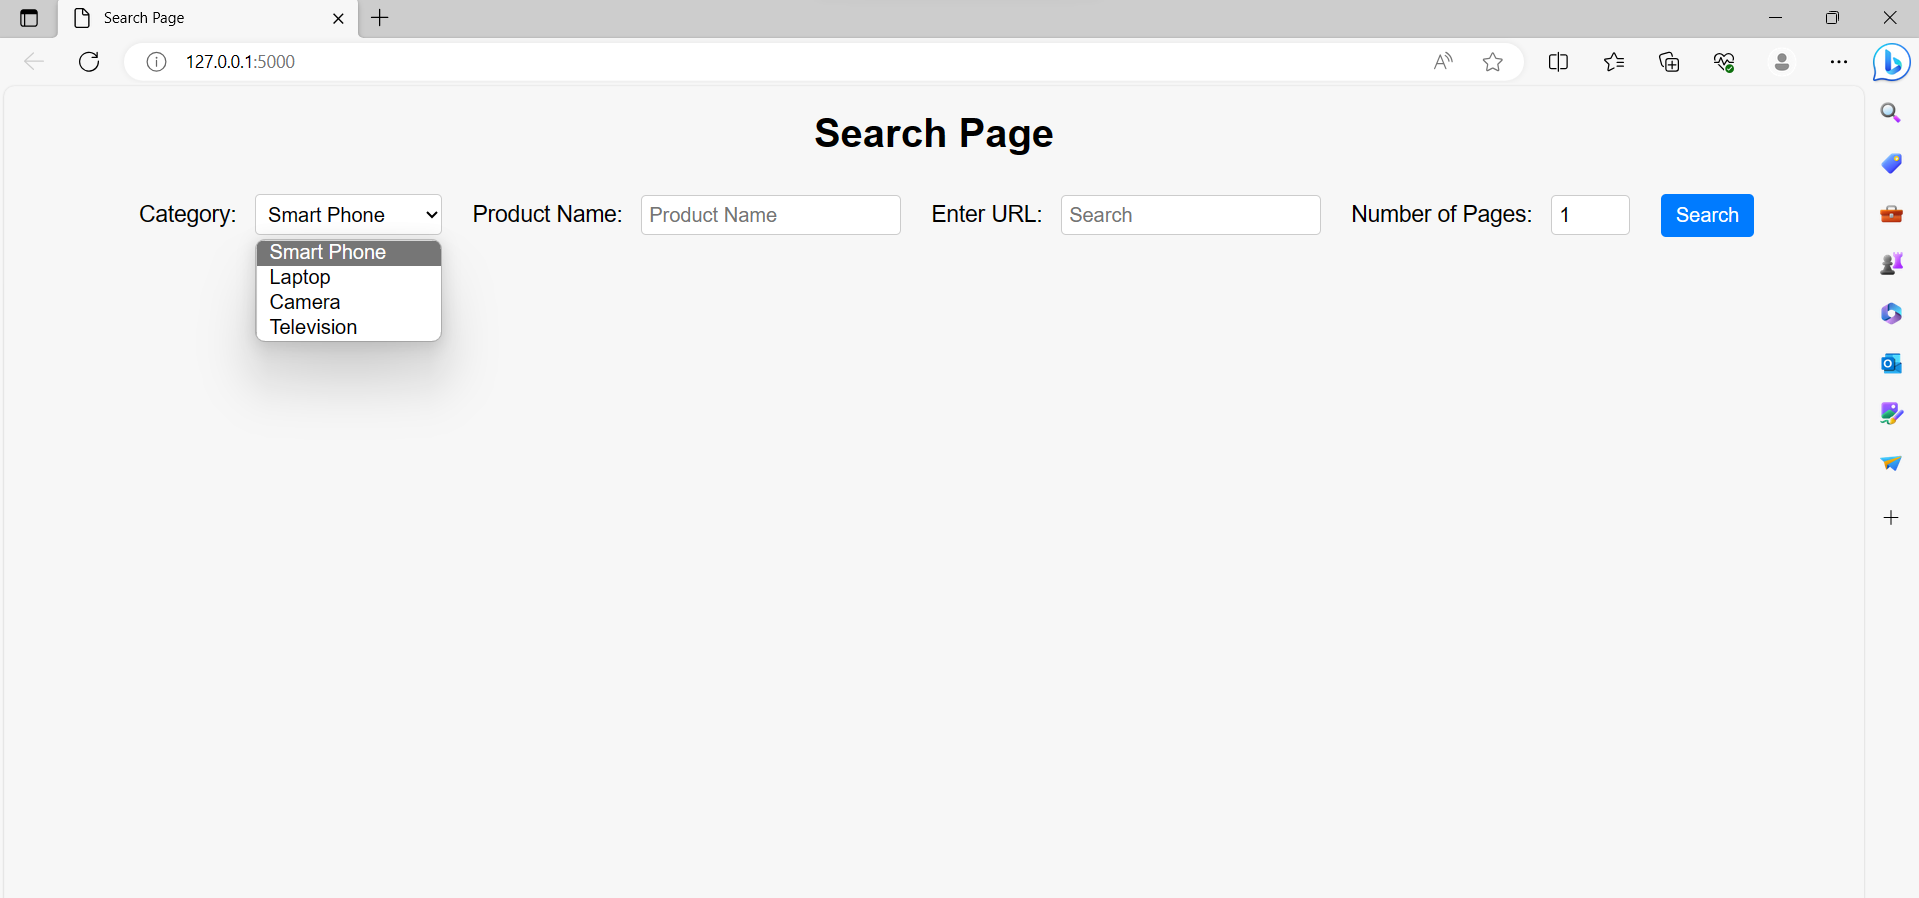 Search Page
127.0.0.1:5000
Search Page
Category: Smart Phone Product Name: Product Name Enter URL: Search Number of Pages: 1 Search
Smart Phone
Laptop
Camera
Television